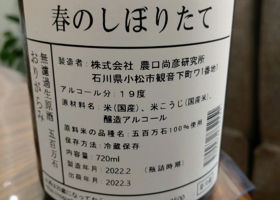 春のしぼりたて
無濾過生原酒 五百万石
おりがらみ
製造者：株式会社 農口尚彦研究所
石川県小松市観音下町ワ1番地1
アルコール分：19度
原材料名：米(国産)、米こうじ(国産米)、
醸造アルコール
原料米の品種名：五百万石100％使用
保存方法：冷蔵保存
内容量：720ml
製造年月：2022.2 (瓶詰時期)
出荷年月：2022.3